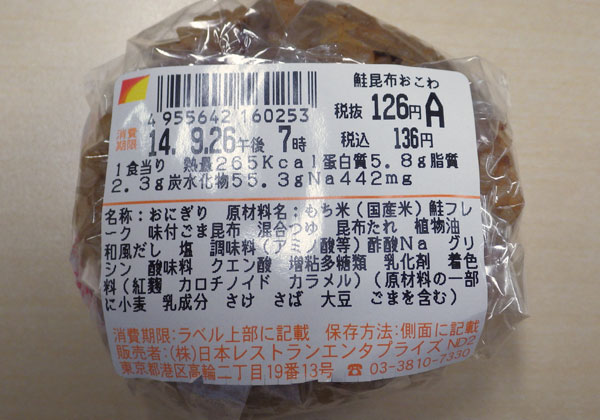 鮭昆布おこわ
4955642 160253
税抜 126円 A
消費期限 14. 9.26午後 7時
税込 136円
1食当り 熱量265Kcal蛋白質5.8g脂質
2.3g炭水化物55.3gNa442mg
名称:おにぎり 原材料名:もち米(国産米)鮭フレ
ーク 味付ごま昆布 混合つゆ 昆布たれ 植物油
和風だし 塩 調味料(アミノ酸等)酢酸Na グリ
シン 酸味料 クエン酸 増粘多糖類 乳化剤 着色
料(紅麹 カロチノイド カラメル)(原材料の一部
に小麦 乳成分 さけ さば 大豆 ごまを含む)
消費期限:ラベル上部に記載 保存方法:側面に記載
販売者:(株)日本レストランエンタプライズ ND2
東京都港区高輪二丁目19番13号 ☎ 03-3810-7330